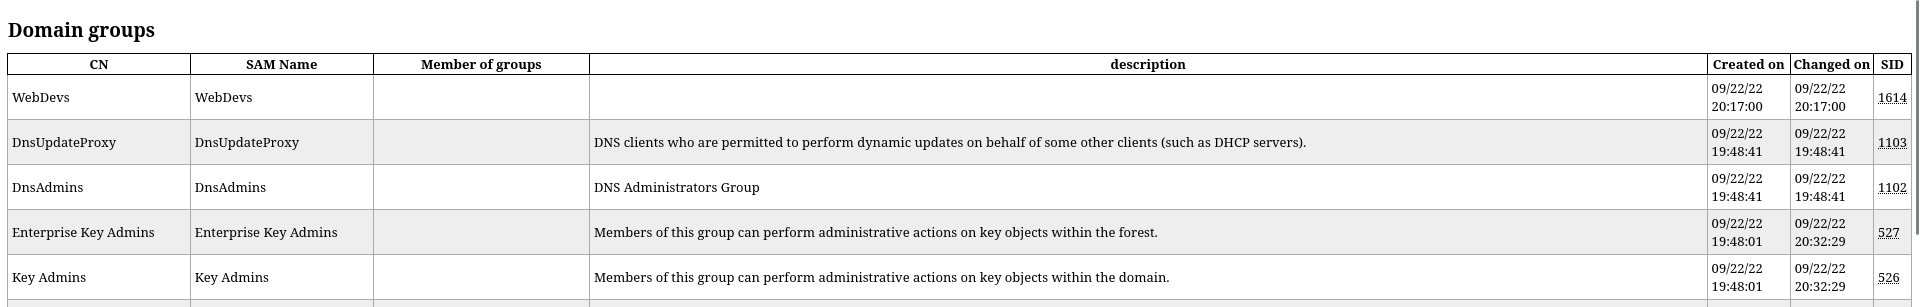 Domain groups
CN SAM Name Member of groups description Created on Changed on SID
WebDevs WebDevs 09/22/22 20:17:00 09/22/22 20:17:00 1614
DnsUpdateProxy DnsUpdateProxy DNS clients who are permitted to perform dynamic updates on behalf of some other clients (such as DHCP servers). 09/22/22 19:48:41 09/22/22 19:48:41 1103
DnsAdmins DnsAdmins DNS Administrators Group 09/22/22 19:48:41 09/22/22 19:48:41 1102
Enterprise Key Admins Enterprise Key Admins Members of this group can perform administrative actions on key objects within the forest. 09/22/22 19:48:01 09/22/22 20:32:29 527
Key Admins Key Admins Members of this group can perform administrative actions on key objects within the domain. 09/22/22 19:48:01 09/22/22 20:32:29 526